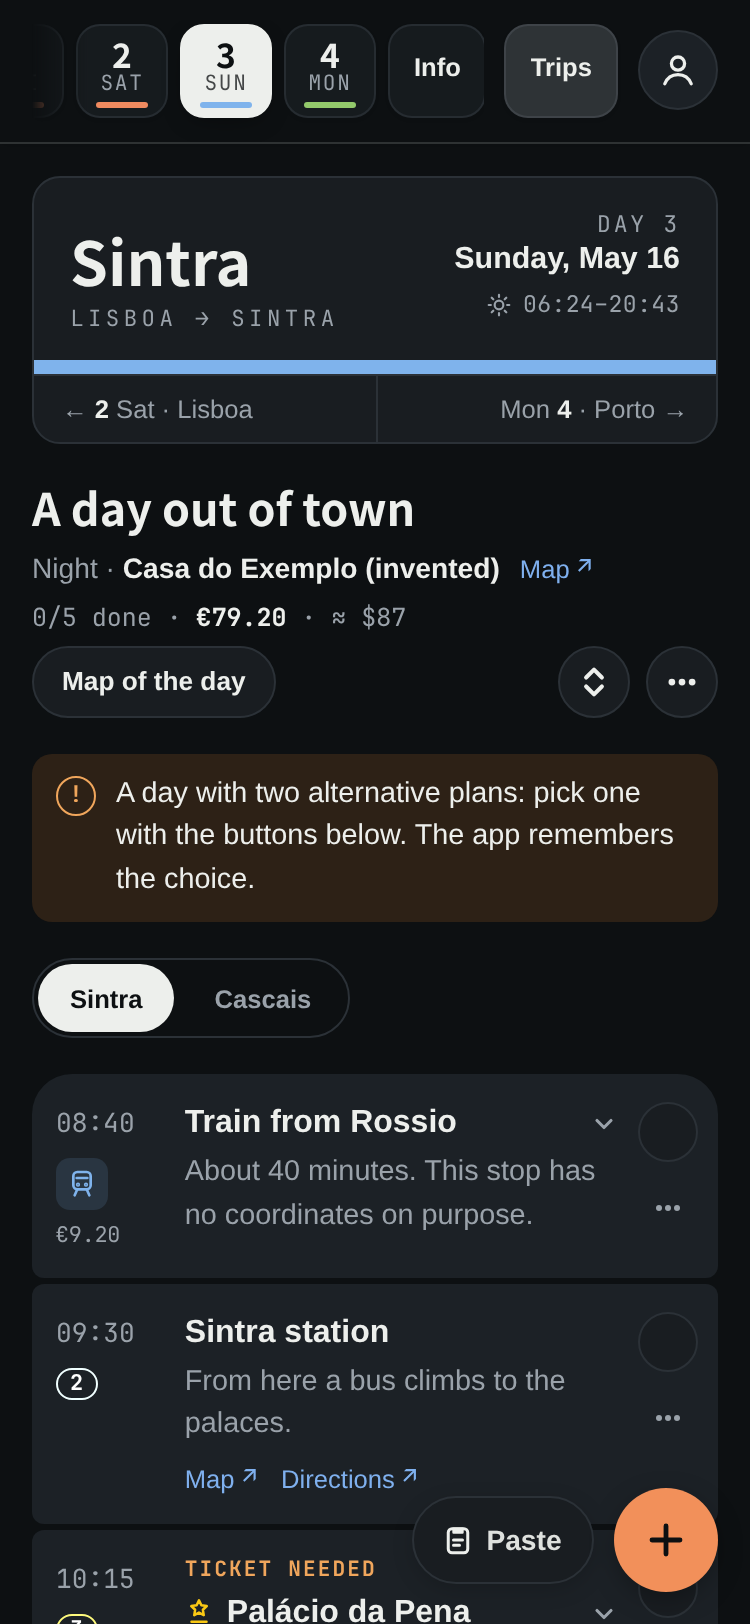 2
SAT
3
SUN
4
MON
Info
Trips
Sintra
LISBOA → SINTRA
DAY 3
Sunday, May 16
06:24–20:43
← 2 Sat · Lisboa
Mon 4 · Porto →
A day out of town
Night · Casa do Exemplo (invented) Map ↗
0/5 done · €79.20 · ≈ $87
Map of the day
!
A day with two alternative plans: pick one
with the buttons below. The app remembers
the choice.
Sintra
Cascais
08:40
Train from Rossio
About 40 minutes. This stop has
no coordinates on purpose.
€9.20
09:30
Sintra station
2
From here a bus climbs to the
palaces.
Map ↗ Directions ↗
Paste
10:15
TICKET NEEDED
Palácio da Pena